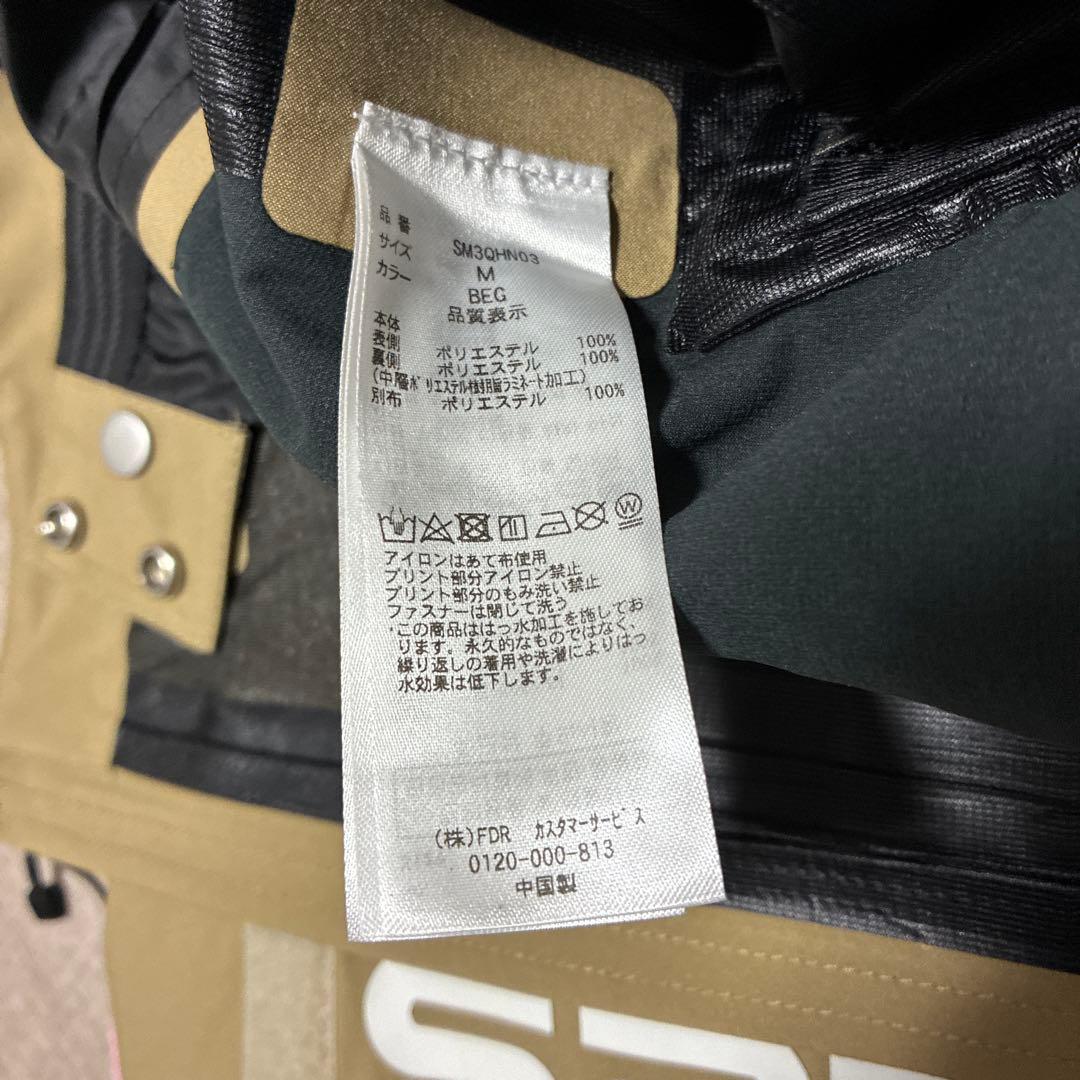 品番 SM3QHN03
サイズ M
カラー BEG
品質表示
本体
表側 ポリエステル 100%
裏側 ポリエステル 100%
(中層ポリエステル樹脂ラミネート加工)
別布 ポリエステル 100%
アイロンはあて布使用
プリント部分アイロン禁止
プリント部分のもみ洗い禁止
ファスナーは閉じて洗う
・この商品ははっ水加工を施してお
ります。永久的なものではなく、
繰り返しの着用や洗濯によりはっ
水効果は低下します。
(株)FDR カスタマーサービス
0120-000-813
中国製